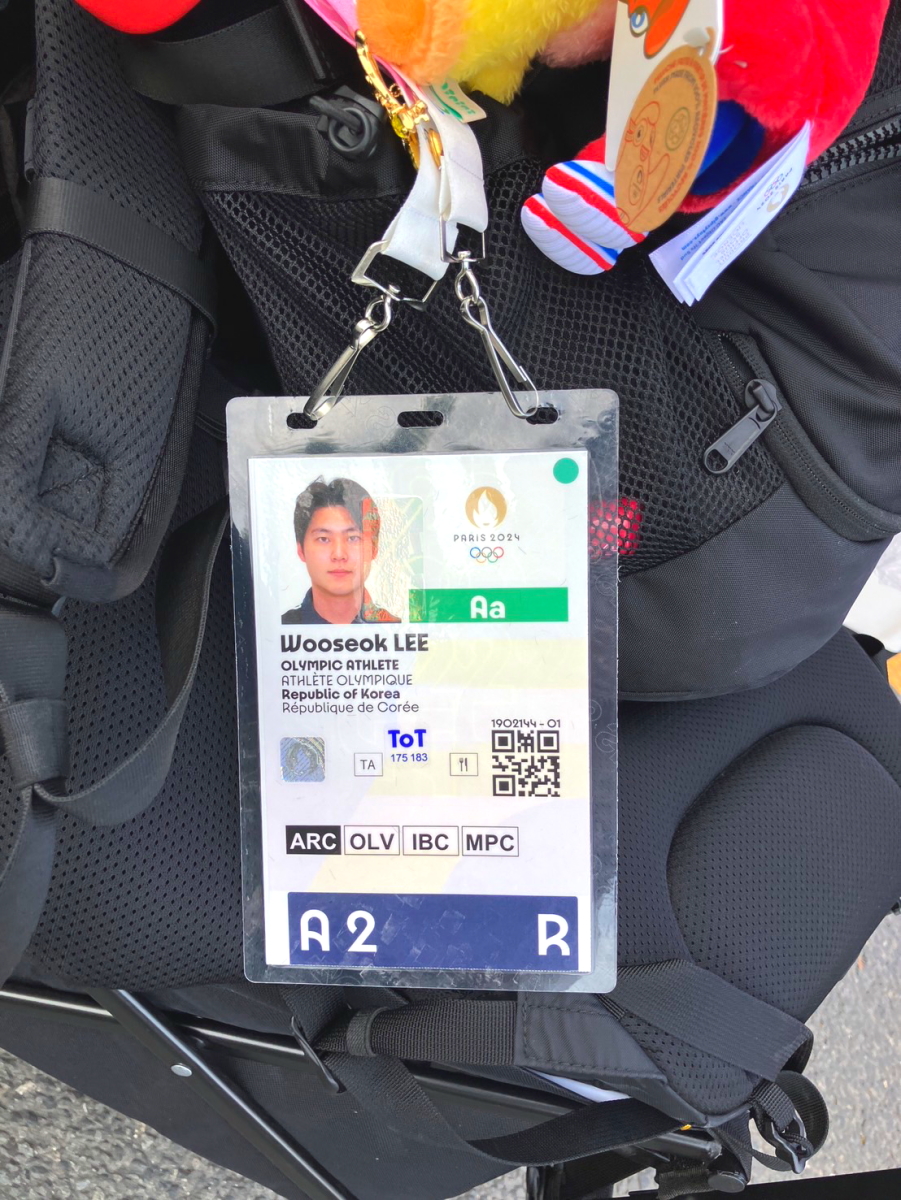 PARIS 2024
Aa
Wooseok LEE
OLYMPIC ATHLETE
ATHLÈTE OLYMPIQUE
Republic of Korea
République de Corée
1902144-01
ToT
175 183
TA
ARC OLV IBC MPC
A 2 R